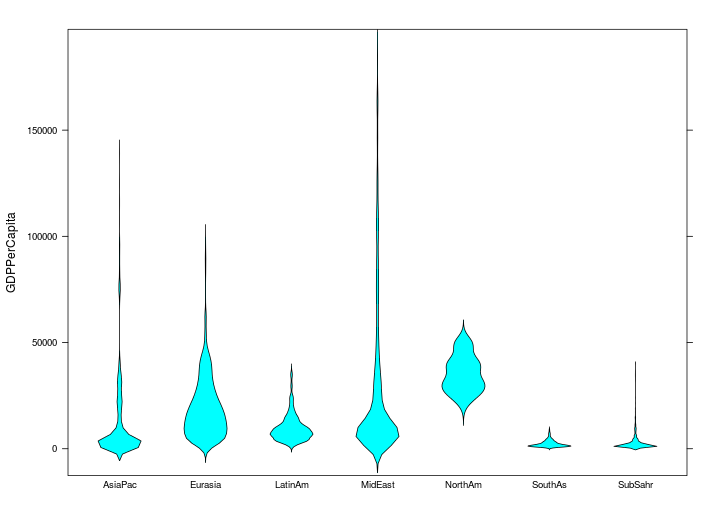 150000
100000
50000
0
GDPPerCapita
AsiaPac Eurasia LatinAm MidEast NorthAm SouthAs SubSahr